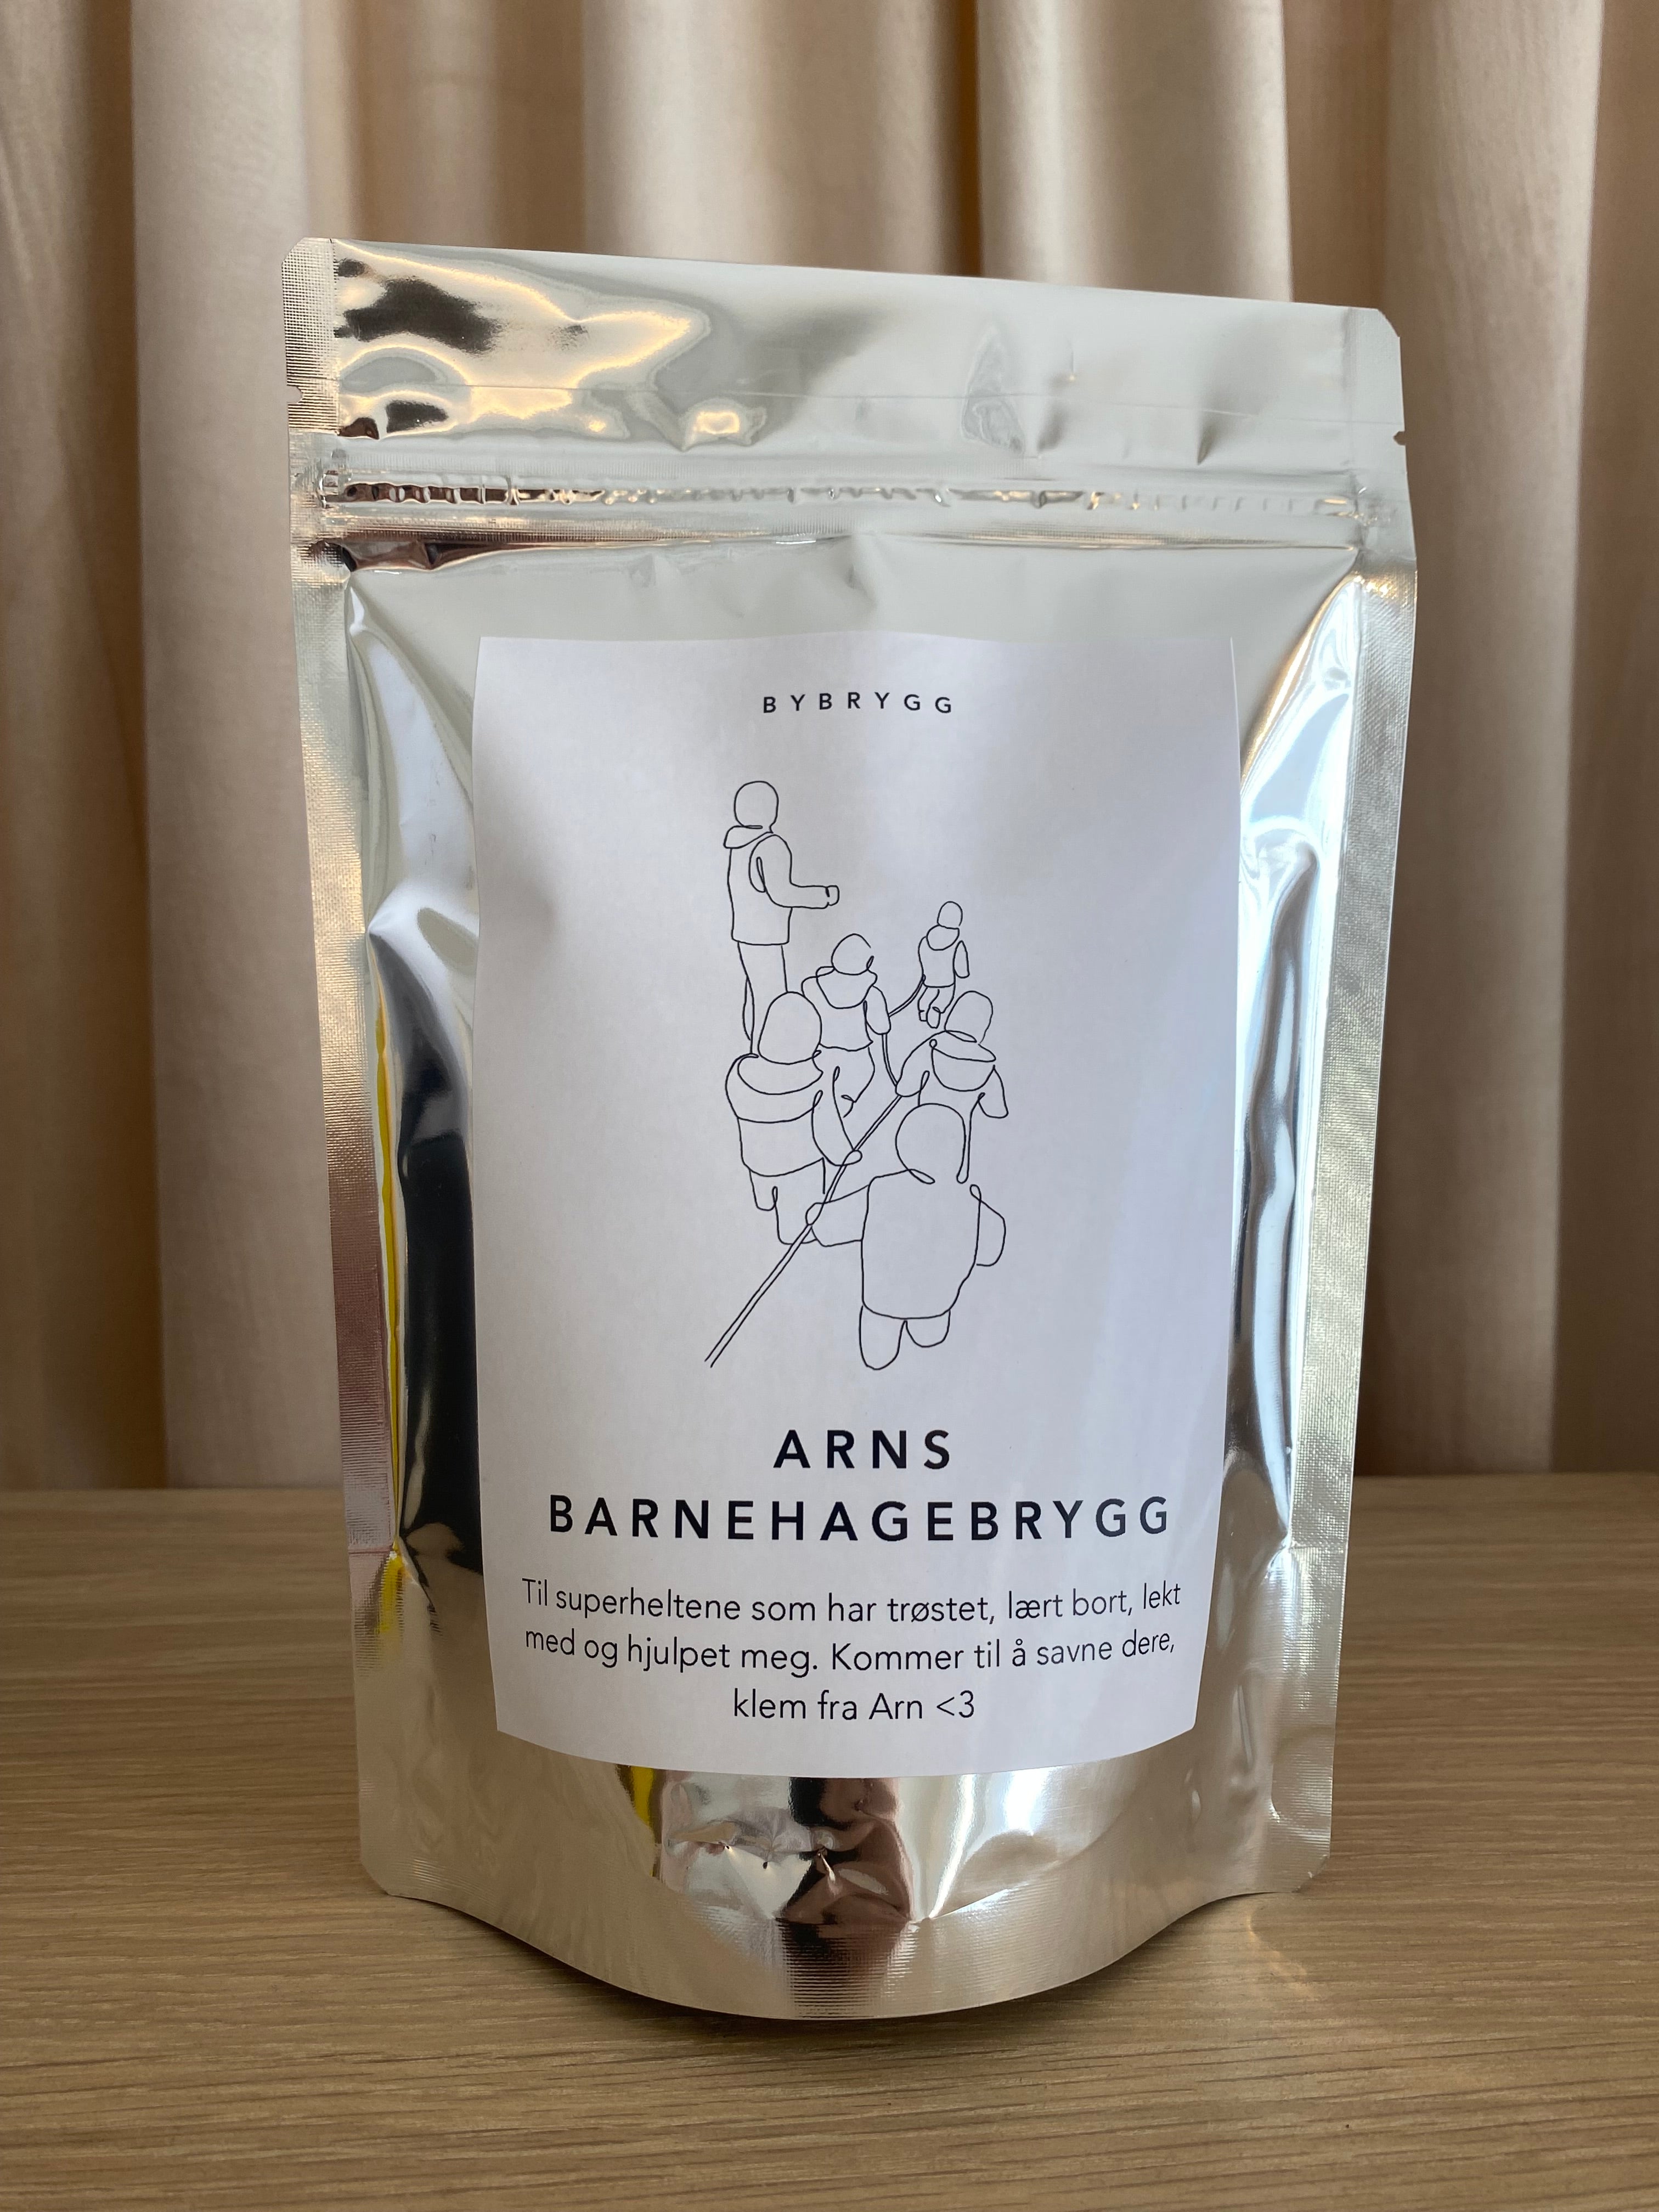 BYBRYGG
ARNS
BARNEHAGEBRYGG
Til superheltene som har trøstet, lært bort, lekt
med og hjulpet meg. Kommer til å savne dere,
klem fra Arn <3